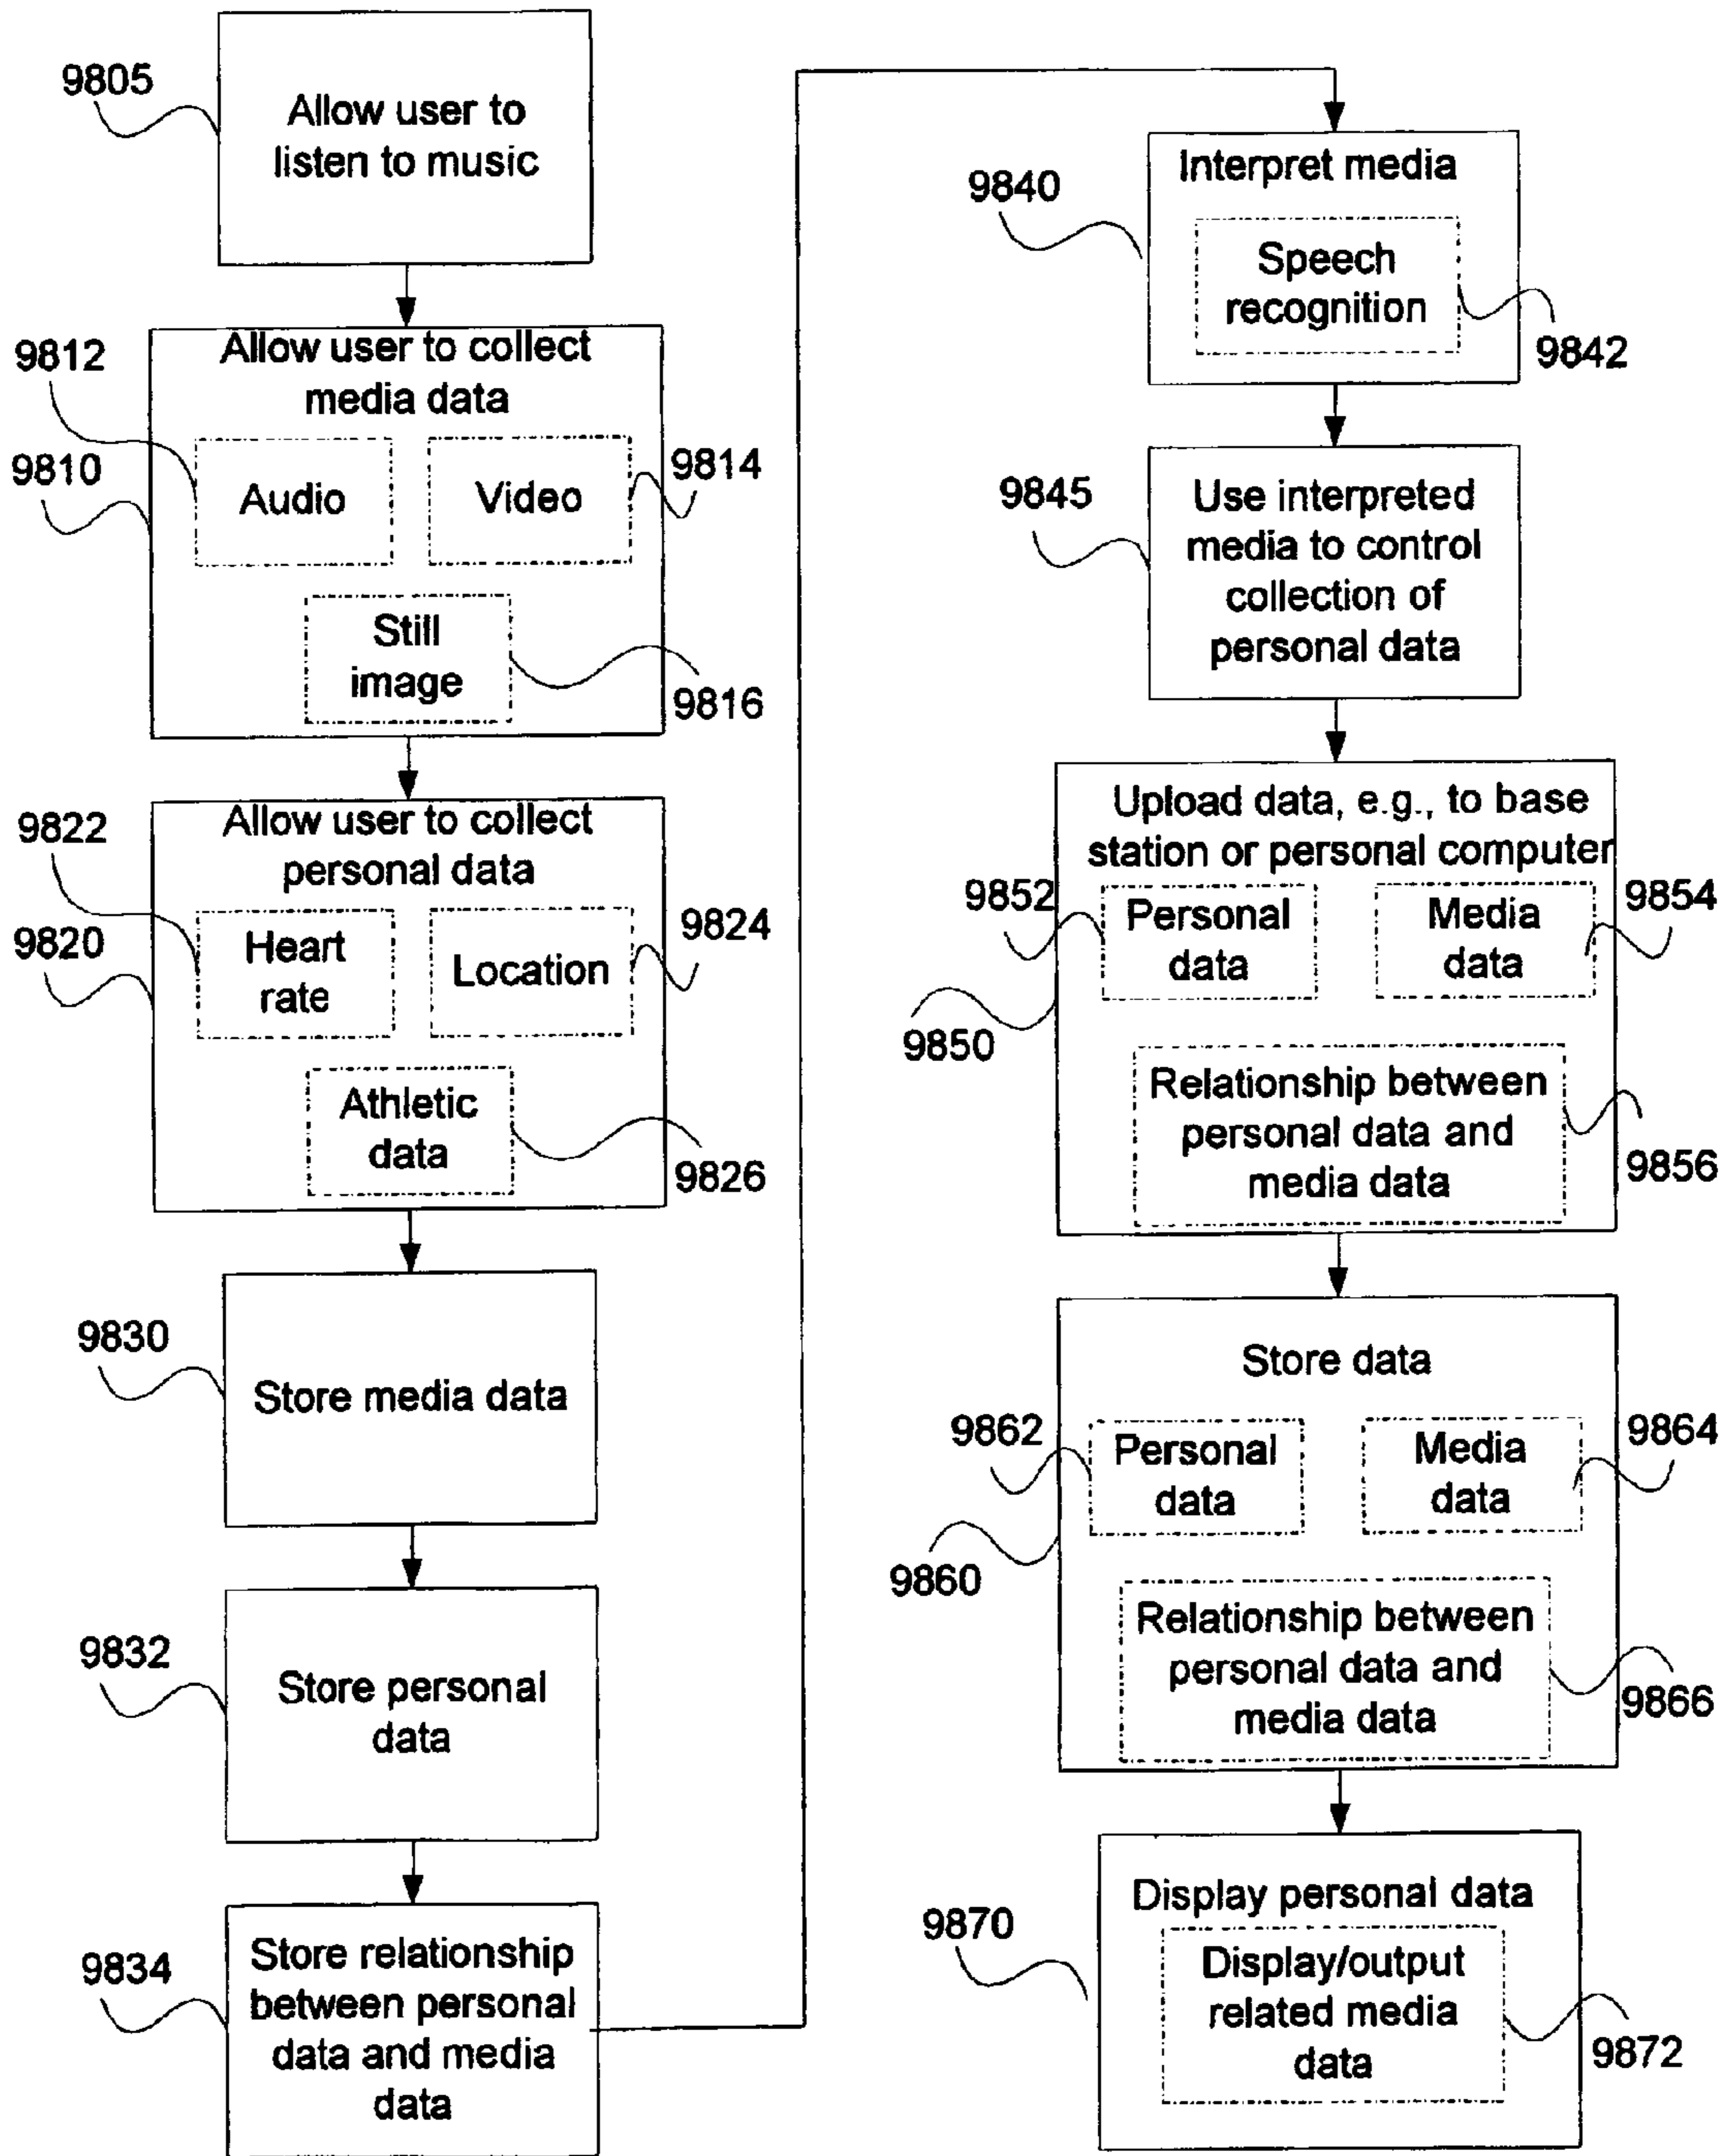 9805
Allow user to
listen to music
9812
9810
Allow user to collect
media data
Audio
Video
9814
Still
image
9816
9822
9820
Allow user to collect
personal data
Heart
rate
Location
9824
Athletic
data
9826
9830
Store media data
9832
Store personal
data
9834
Store relationship
between personal
data and media
data
9840
Interpret media
Speech
recognition
9842
9845
Use interpreted
media to control
collection of
personal data
Upload data, e.g., to base
station or personal computer
9852
Personal
data
Media
data
9854
9850
Relationship between
personal data and
media data
9856
Store data
9862
Personal
data
Media
data
9864
9860
Relationship between
personal data and
media data
9866
9870
Display personal data
Display/output
related media
data
9872